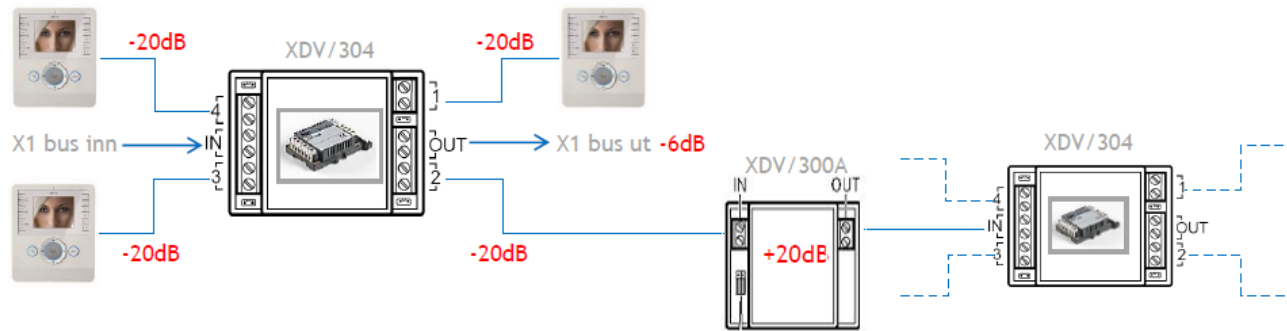 -20dB
XDV/304
-20dB
4
1
X1 bus inn
IN
OUT
X1 bus ut -6dB
3
2
-20dB
-20dB
XDV/300A
IN
OUT
+20dB
XDV/304
4
1
IN
OUT
3
2